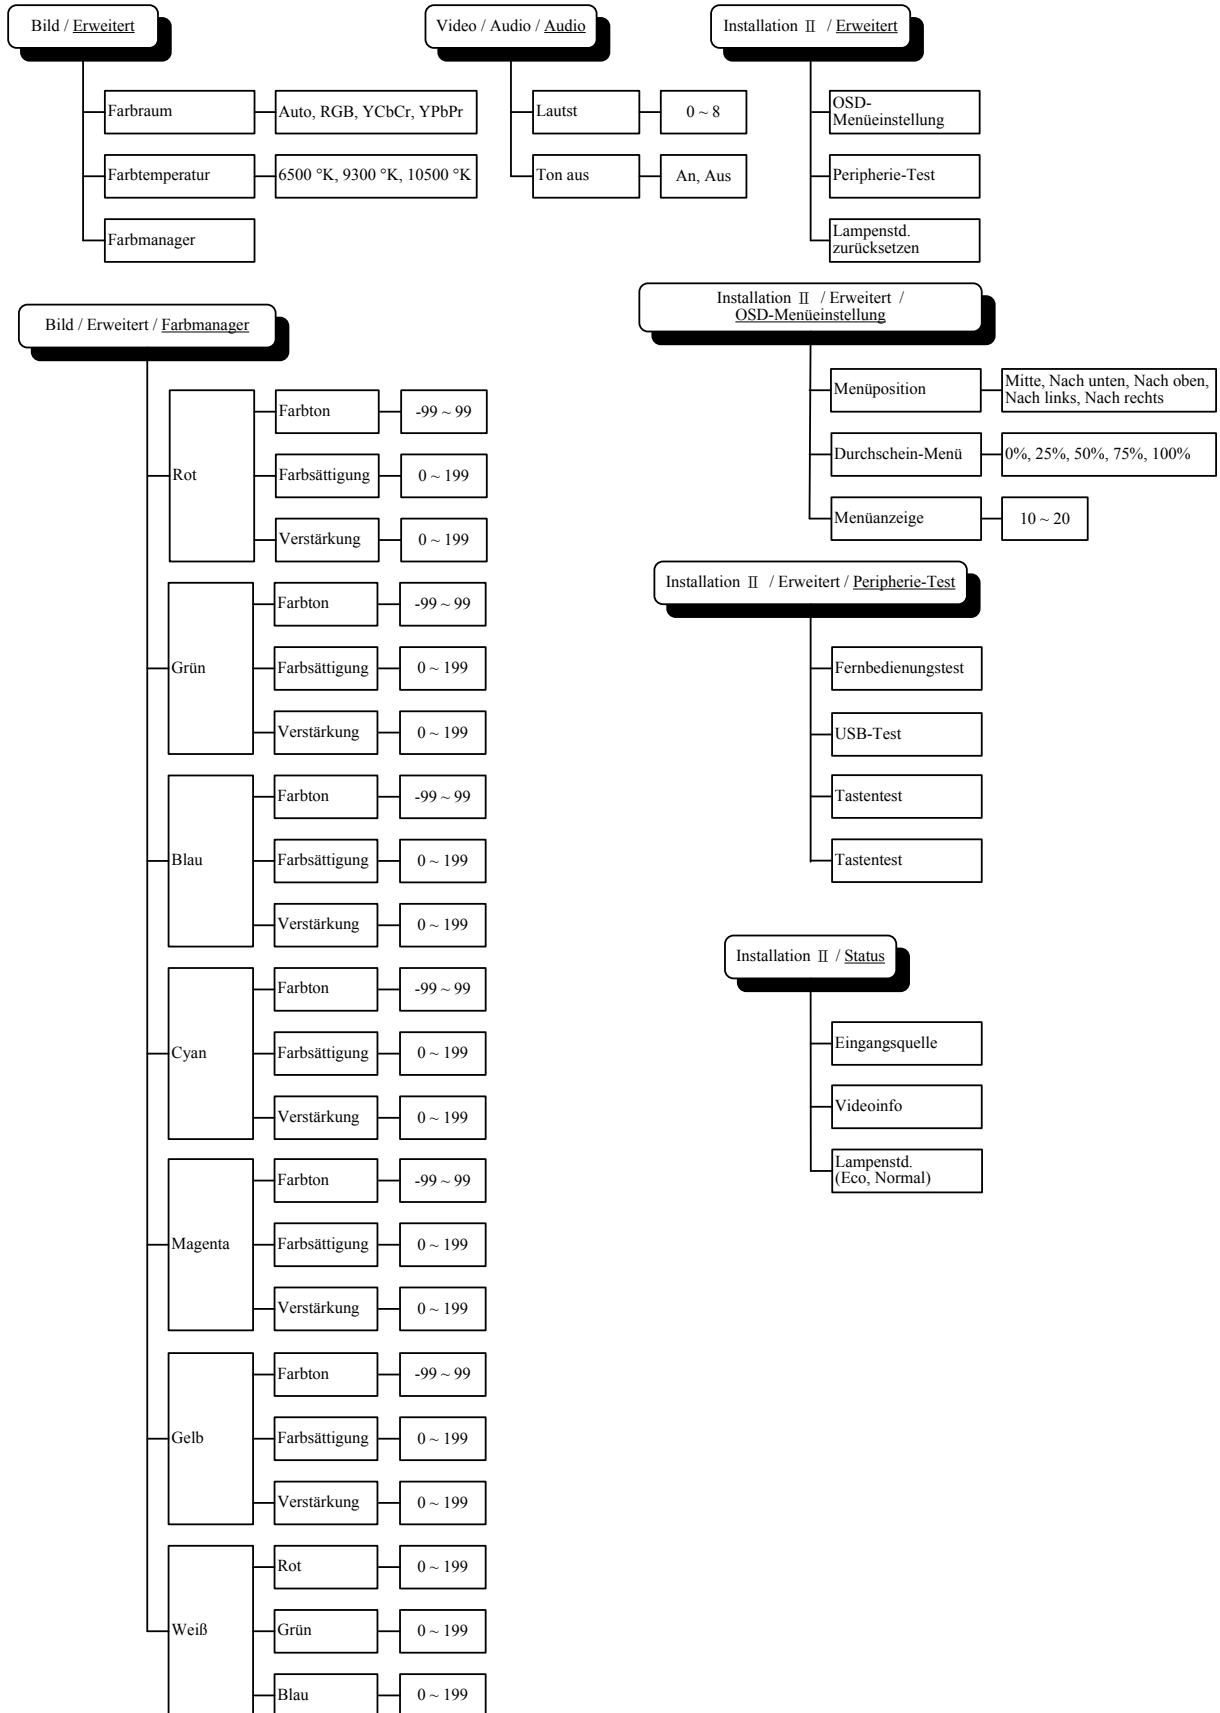 Bild / Erweitert
Farbraum
Auto, RGB, YCbCr, YPbPr
Farbtemperatur
6500 °K, 9300 °K, 10500 °K
Farbmanager
Video / Audio / Audio
Lautst
0 ~ 8
Ton aus
An, Aus
Installation Ⅱ / Erweitert
OSD-
Menüeinstellung
Peripherie-Test
Lampenstd.
zurücksetzen
Bild / Erweitert / Farbmanager
Rot
Farbton
-99 ~ 99
Farbsättigung
0 ~ 199
Verstärkung
0 ~ 199
Grün
Farbton
-99 ~ 99
Farbsättigung
0 ~ 199
Verstärkung
0 ~ 199
Blau
Farbton
-99 ~ 99
Farbsättigung
0 ~ 199
Verstärkung
0 ~ 199
Cyan
Farbton
-99 ~ 99
Farbsättigung
0 ~ 199
Verstärkung
0 ~ 199
Magenta
Farbton
-99 ~ 99
Farbsättigung
0 ~ 199
Verstärkung
0 ~ 199
Gelb
Farbton
-99 ~ 99
Farbsättigung
0 ~ 199
Verstärkung
0 ~ 199
Weiß
Rot
0 ~ 199
Grün
0 ~ 199
Blau
0 ~ 199
Installation Ⅱ / Erweitert /
OSD-Menüeinstellung
Menüposition
Mitte, Nach unten, Nach oben,
Nach links, Nach rechts
Durchschein-Menü
0%, 25%, 50%, 75%, 100%
Menüanzeige
10 ~ 20
Installation Ⅱ / Erweitert / Peripherie-Test
Fernbedienungstest
USB-Test
Tastentest
Tastentest
Installation Ⅱ / Status
Eingangsquelle
Videoinfo
Lampenstd.
(Eco, Normal)